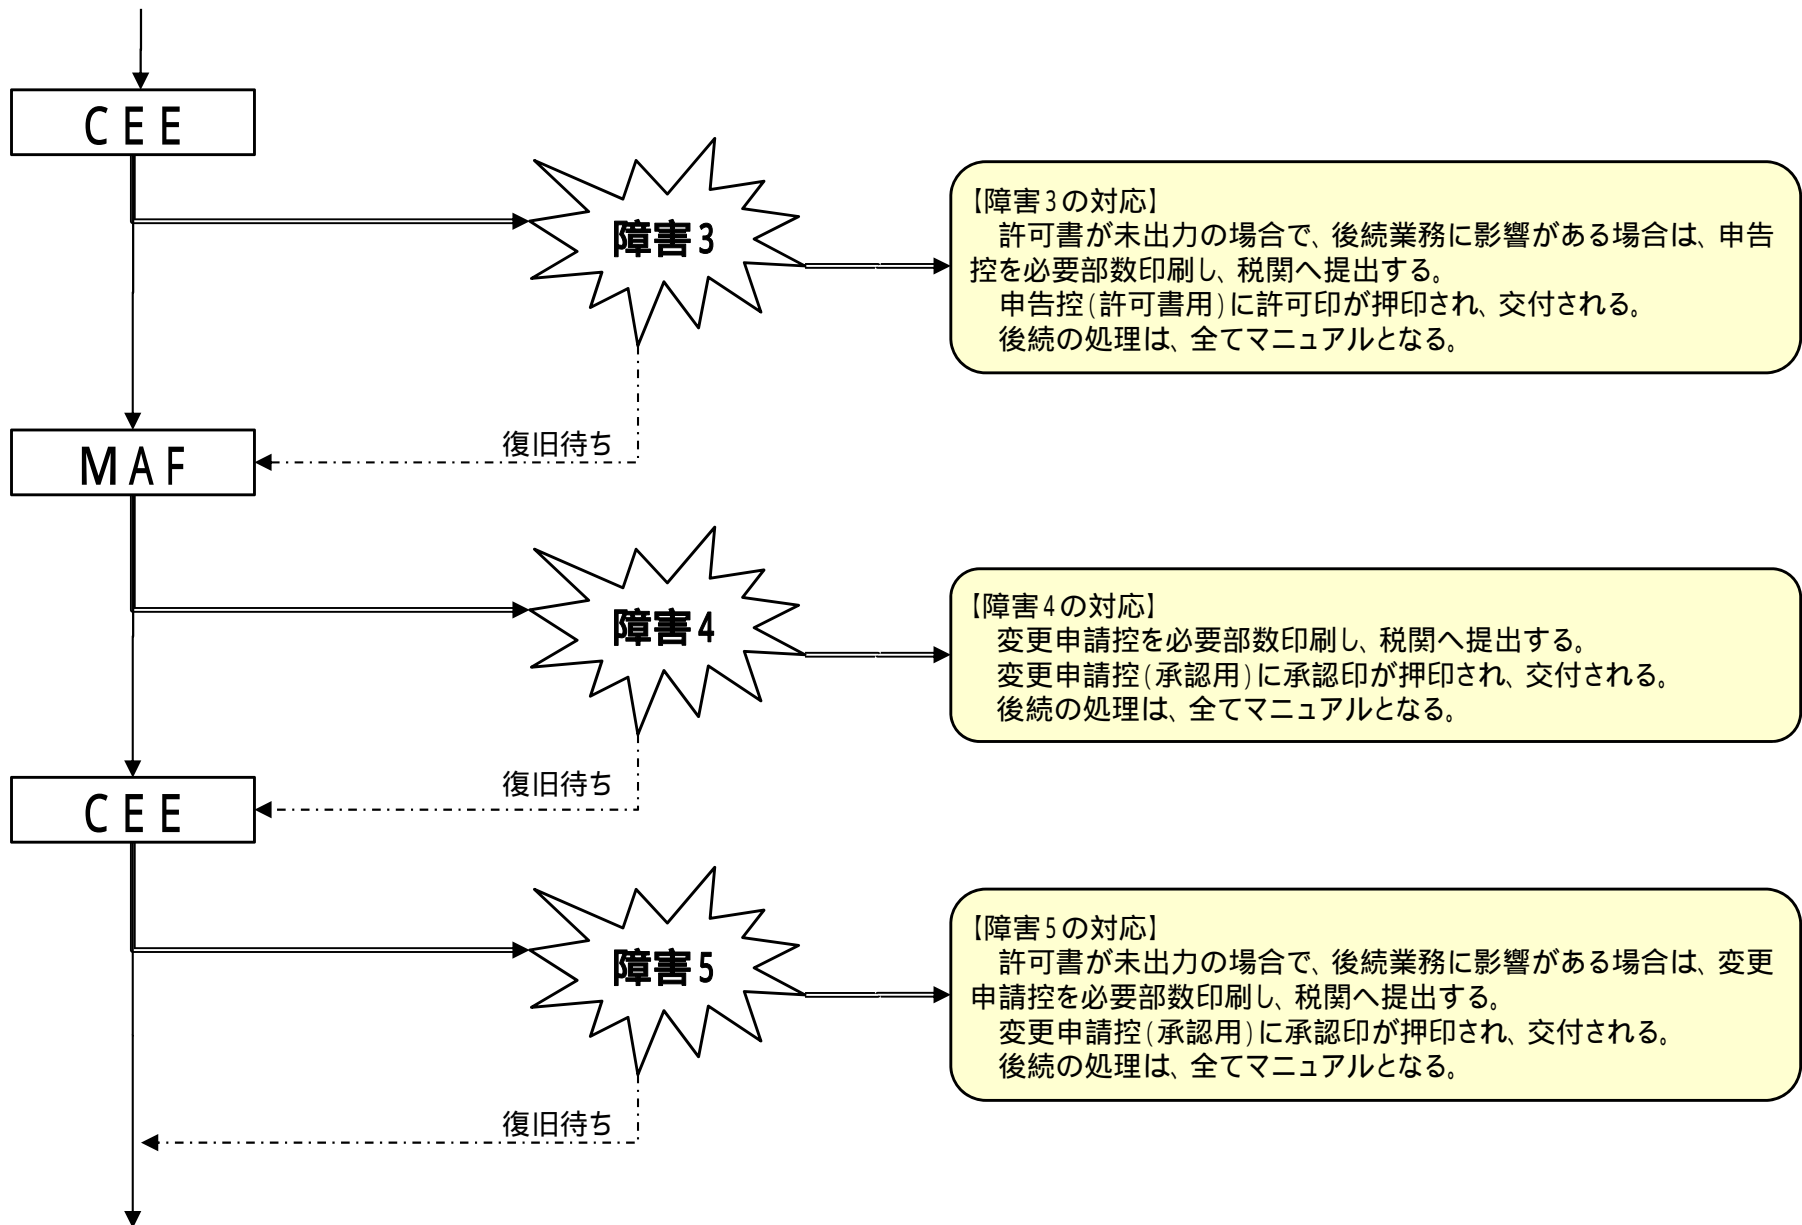 CEE
障害3
【障害3の対応】
許可書が未出力の場合で、後続業務に影響がある場合は、申告
控を必要部数印刷し、税関へ提出する。
申告控(許可書用)に許可印が押印され、交付される。
後続の処理は、全てマニュアルとなる。
復旧待ち
MAF
障害4
【障害4の対応】
変更申請控を必要部数印刷し、税関へ提出する。
変更申請控(承認用)に承認印が押印され、交付される。
後続の処理は、全てマニュアルとなる。
復旧待ち
CEE
障害5
【障害5の対応】
許可書が未出力の場合で、後続業務に影響がある場合は、変更
申請控を必要部数印刷し、税関へ提出する。
変更申請控(承認用)に承認印が押印され、交付される。
後続の処理は、全てマニュアルとなる。
復旧待ち